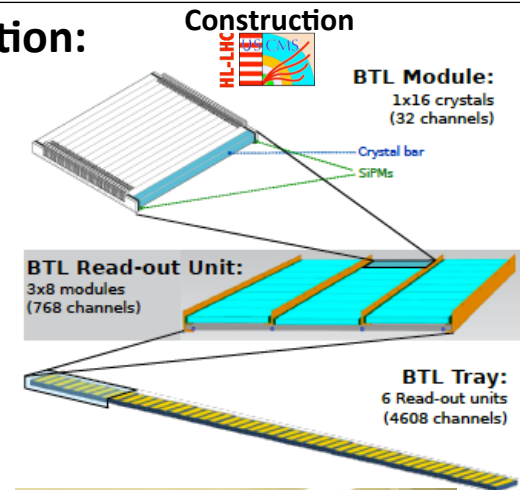 Construction
tion:
HL-LHC
US CMS
BTL Module:
1x16 crystals
(32 channels)
Crystal bar
SiPMs
BTL Read-out Unit:
3x8 modules
(768 channels)
BTL Tray:
6 Read-out units
(4608 channels)